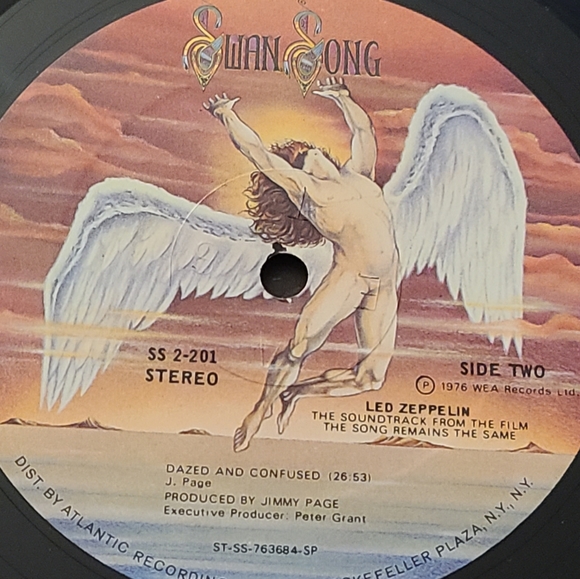 SWAN SONG
SS 2-201
STEREO
SIDE TWO
Ⓟ 1976 WEA Records Ltd.
LED ZEPPELIN
THE SOUNDTRACK FROM THE FILM
THE SONG REMAINS THE SAME
DAZED AND CONFUSED (26:53)
J. Page
PRODUCED BY JIMMY PAGE
Executive Producer: Peter Grant
ST-SS-763684-SP
DIST. BY ATLANTIC RECORDING PLAZA, N.Y., N.Y.